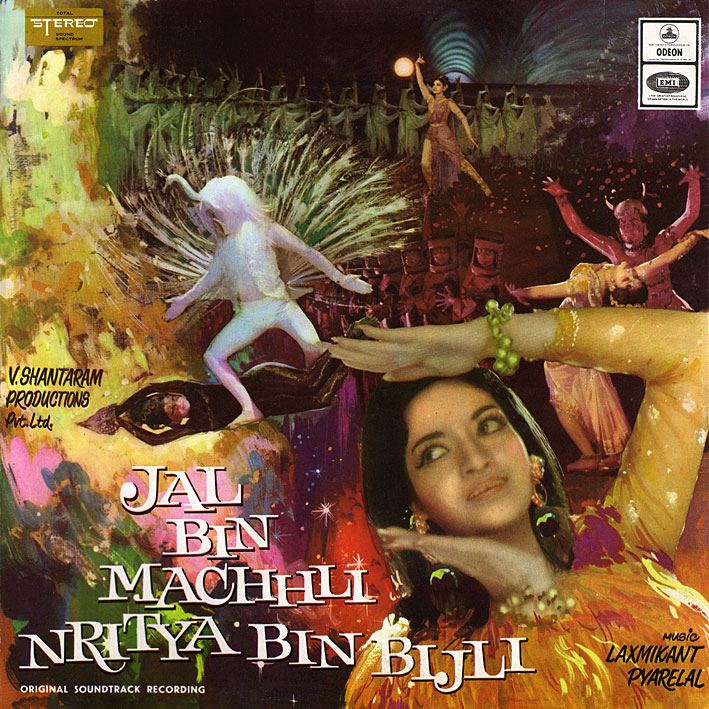 TOTAL
STEREO
SOUND
SPECTRUM
ODEON
EMI
V. SHANTARAM
PRODUCTIONS
Pvt. Ltd.
JAL
BIN
MACHHLI
NRITYA BIN BIJLI
MUSIC
LAXMIKANT
PYARELAL
ORIGINAL SOUNDTRACK RECORDING